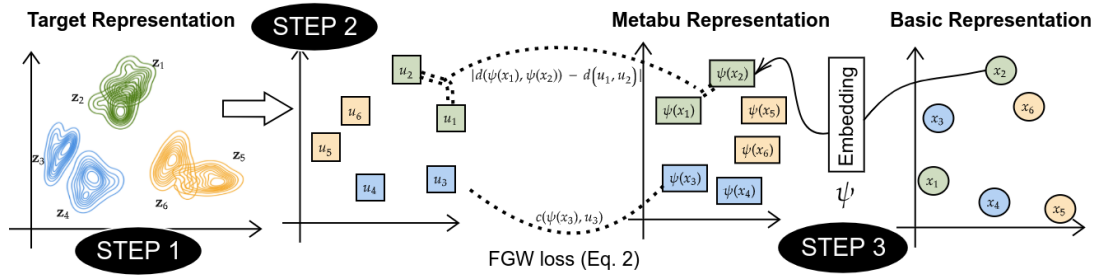 Target Representation
STEP 2
Metabu Representation
Basic Representation
z₁
z₂
z₃
z₄
z₅
z₆
STEP 1
u₂
u₆
u₁
u₅
u₄
u₃
|d(ψ(x₁), ψ(x₂)) − d(u₁, u₂)|
c(ψ(x₃), u₃)
FGW loss (Eq. 2)
ψ(x₂)
ψ(x₁)
ψ(x₅)
ψ(x₆)
ψ(x₃)
ψ(x₄)
Embedding
ψ
STEP 3
x₂
x₆
x₃
x₁
x₄
x₅